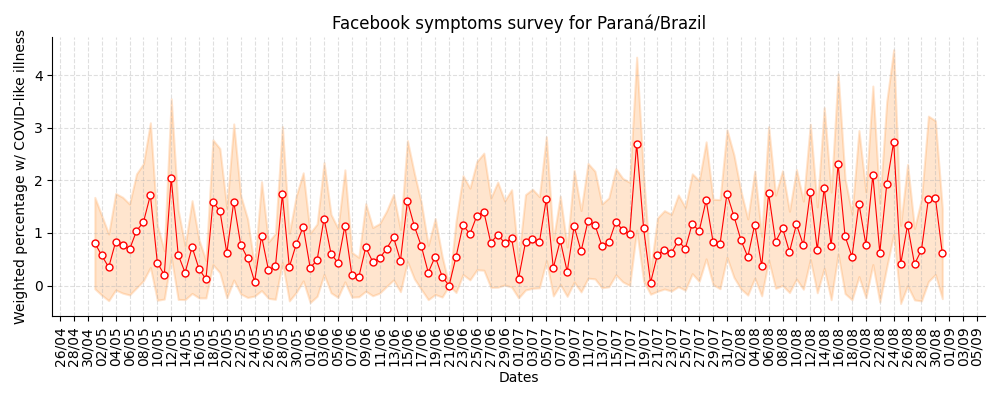 Facebook symptoms survey for Paraná/Brazil
Weighted percentage w/ COVID-like illness
4
3
2
1
0
26/04 28/04 30/04 02/05 04/05 06/05 08/05 10/05 12/05 14/05 16/05 18/05 20/05 22/05 24/05 26/05 28/05 30/05 01/06 03/06 05/06 07/06 09/06 11/06 13/06 15/06 17/06 19/06 21/06 23/06 25/06 27/06 29/06 01/07 03/07 05/07 07/07 09/07 11/07 13/07 15/07 17/07 19/07 21/07 23/07 25/07 27/07 29/07 31/07 02/08 04/08 06/08 08/08 10/08 12/08 14/08 16/08 18/08 20/08 22/08 24/08 26/08 28/08 30/08 01/09 03/09 05/09
Dates